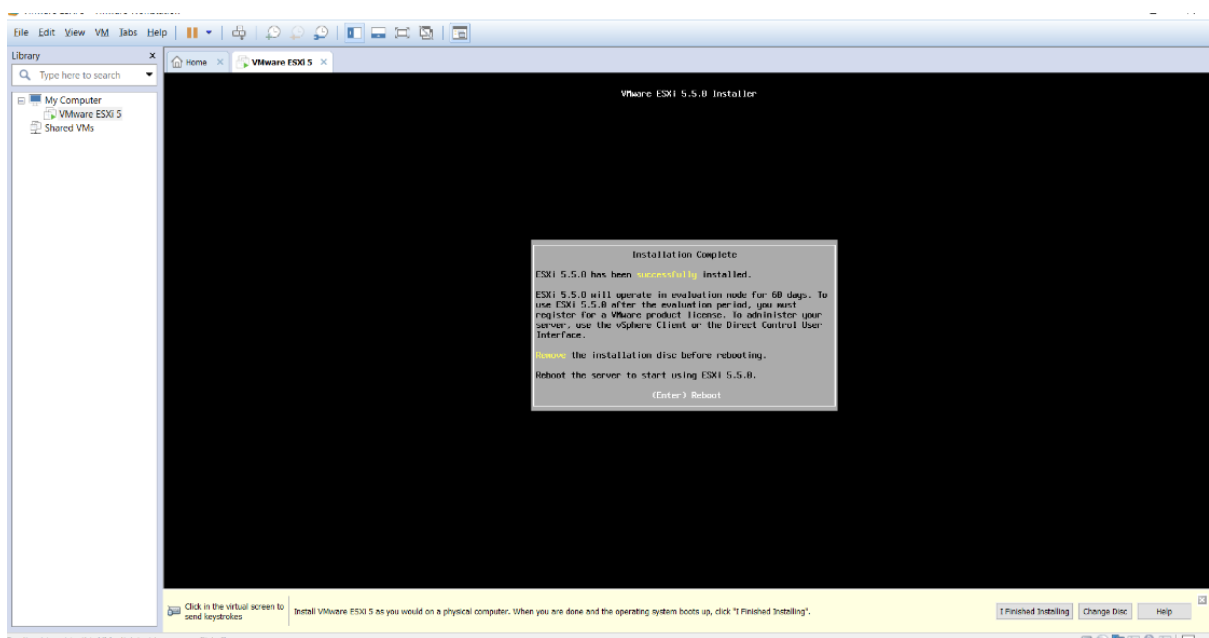 File Edit View VM Tabs Help
Library x
Home × VMware ESXi 5 ×
Type here to search
My Computer
VMware ESXi 5
Shared VMs
VMware ESXi 5.5.0 Installer
Installation Complete
ESXi 5.5.0 has been successfully installed.
ESXi 5.5.0 will operate in evaluation mode for 60 days. To
use ESXi 5.5.0 after the evaluation period, you must
register for a VMware product license. To administer your
server, use the vSphere Client or the Direct Control User
Interface.
Remove the installation disc before rebooting.
Reboot the server to start using ESXi 5.5.0.
(Enter) Reboot
Click in the virtual screen to
send keystrokes
Install VMware ESXi 5 as you would on a physical computer. When you are done and the operating system boots up, click "I Finished Installing".
I Finished Installing Change Disc Help